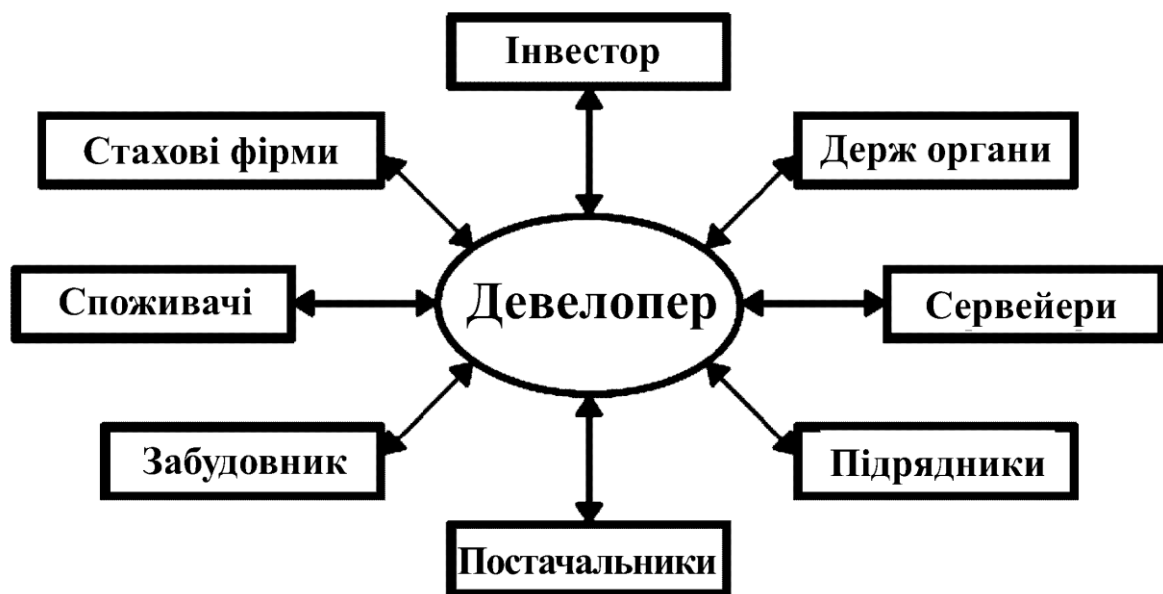 Інвестор
Стахові фірми
Держ органи
Споживачі
Девелопер
Сервейери
Забудовник
Підрядники
Постачальники